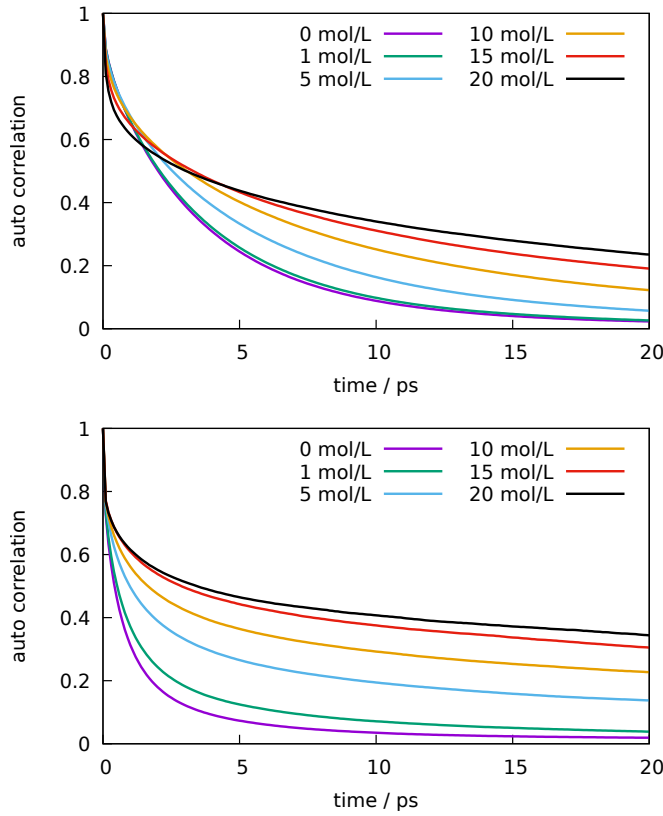 1
0 mol/L 10 mol/L
1 mol/L 15 mol/L
0.8
5 mol/L 20 mol/L
0.6
auto correlation
0.4
0.2
0
0 5 10 15 20
time / ps
1
0 mol/L 10 mol/L
1 mol/L 15 mol/L
0.8
5 mol/L 20 mol/L
0.6
auto correlation
0.4
0.2
0
0 5 10 15 20
time / ps